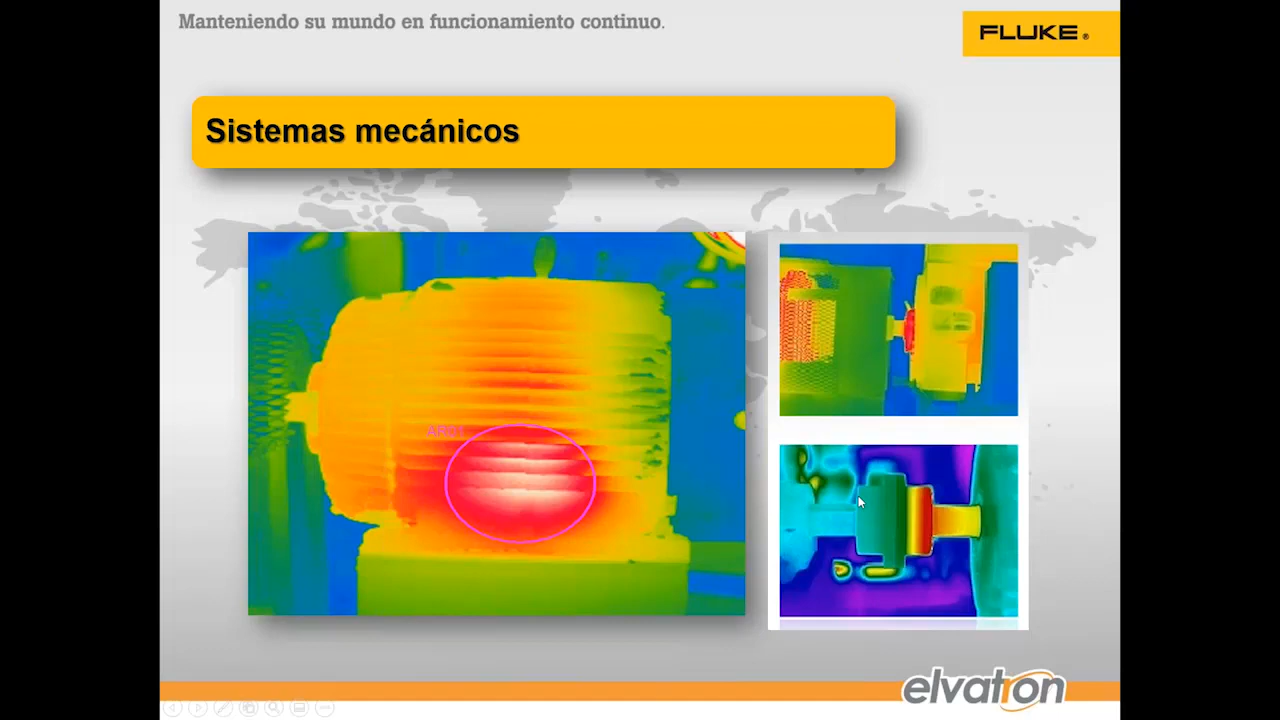 Manteniendo su mundo en funcionamiento continuo.
FLUKE®
Sistemas mecánicos
elvatron